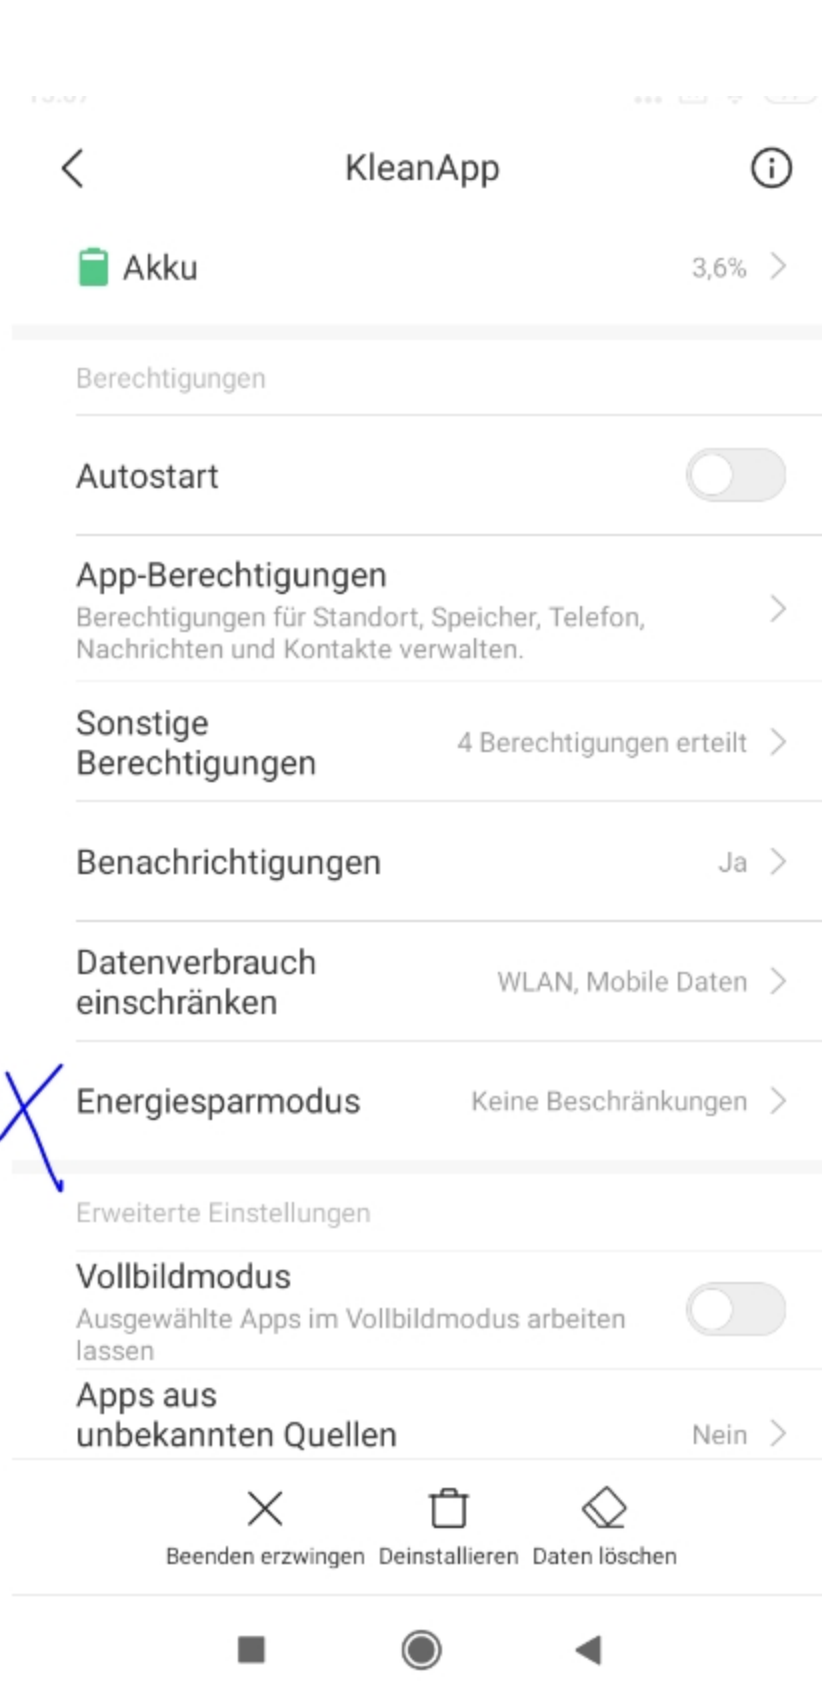 KleanApp
Akku
3,6%
Berechtigungen
Autostart
App-Berechtigungen
Berechtigungen für Standort, Speicher, Telefon,
Nachrichten und Kontakte verwalten.
Sonstige
Berechtigungen
4 Berechtigungen erteilt
Benachrichtigungen
Ja
Datenverbrauch
einschränken
WLAN, Mobile Daten
Energiesparmodus
Keine Beschränkungen
Erweiterte Einstellungen
Vollbildmodus
Ausgewählte Apps im Vollbildmodus arbeiten
lassen
Apps aus
unbekannten Quellen
Nein
Beenden erzwingen
Deinstallieren
Daten löschen